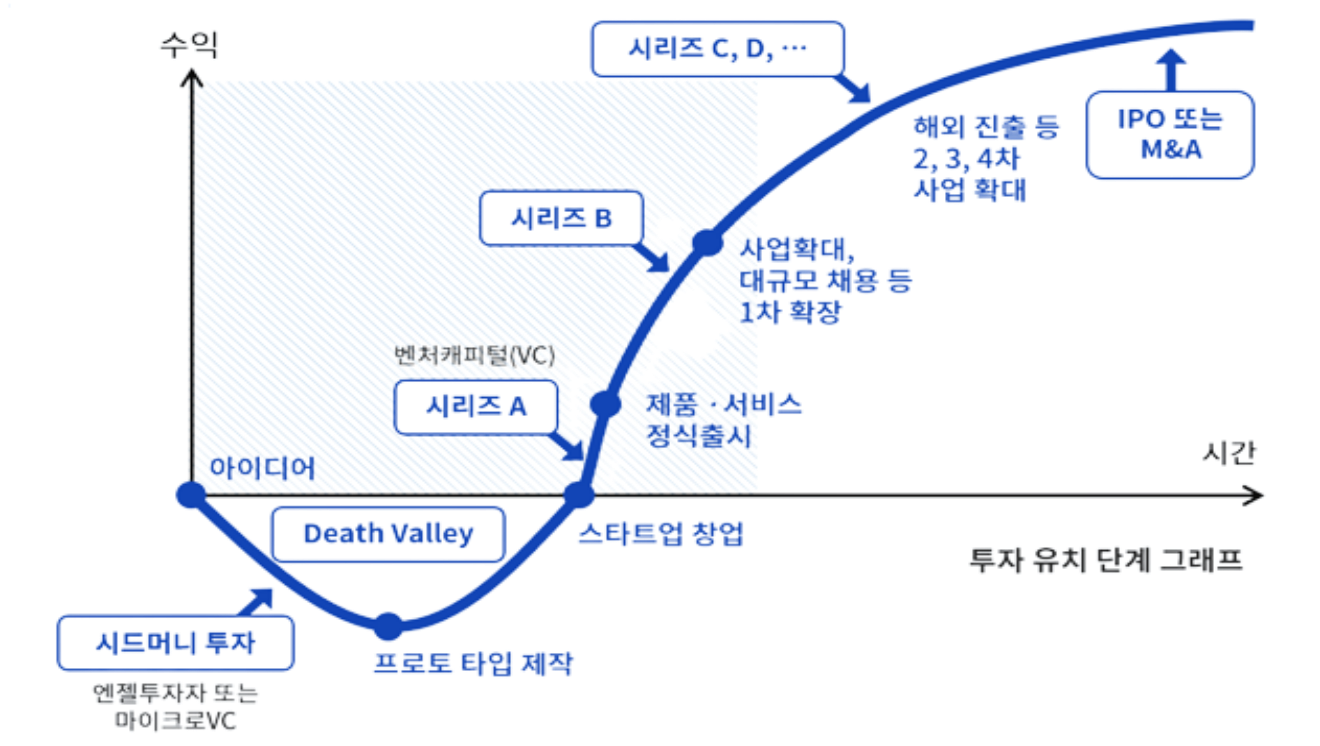 수익
시리즈 C, D, ···
해외 진출 등
2, 3, 4차
사업 확대
IPO 또는
M&A
시리즈 B
사업확대,
대규모 채용 등
1차 확장
벤처캐피털(VC)
시리즈 A
제품 · 서비스
정식출시
시간
아이디어
Death Valley
스타트업 창업
투자 유치 단계 그래프
시드머니 투자
프로토 타입 제작
엔젤투자자 또는
마이크로VC